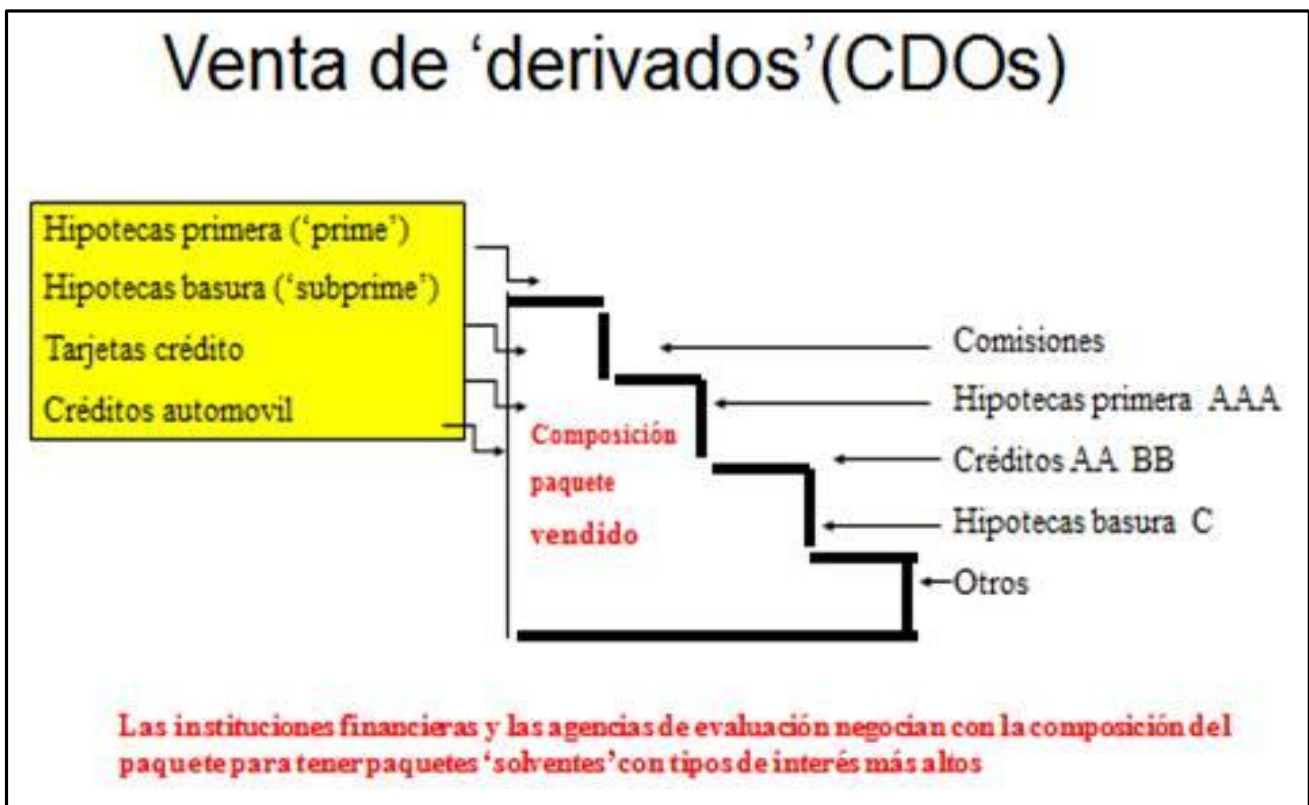 Venta de ‘derivados’(CDOs)
Hipotecas primera (‘prime’)
Hipotecas basura (‘subprime’)
Tarjetas crédito
Créditos automovil
Composición
paquete
vendido
Comisiones
Hipotecas primera AAA
Créditos AA BB
Hipotecas basura C
Otros
Las instituciones financieras y las agencias de evaluación negocian con la composición del
paquete para tener paquetes ‘solventes’ con tipos de interés más altos